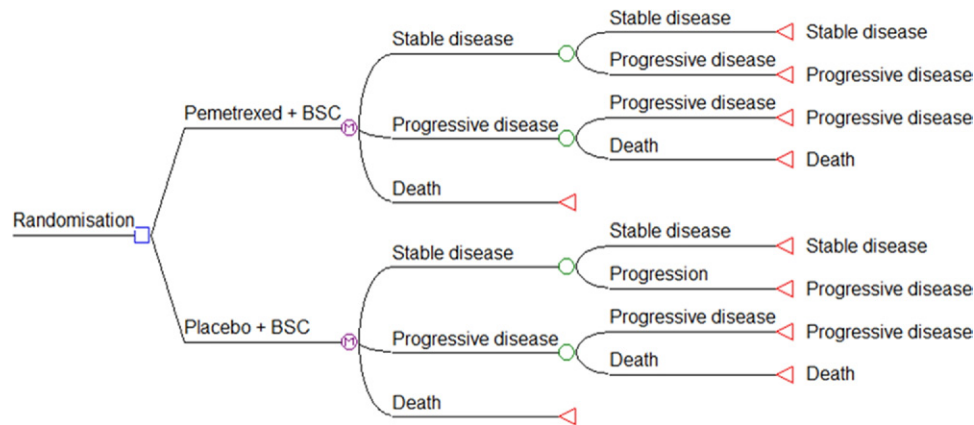 Stable disease
Stable disease
Stable disease
Progressive disease
Progressive disease
Pemetrexed + BSC
M
Progressive disease
Progressive disease
Progressive disease
Death
Death
Death
Randomisation
Stable disease
Stable disease
Stable disease
Progression
Progressive disease
Placebo + BSC
M
Progressive disease
Progressive disease
Progressive disease
Death
Death
Death